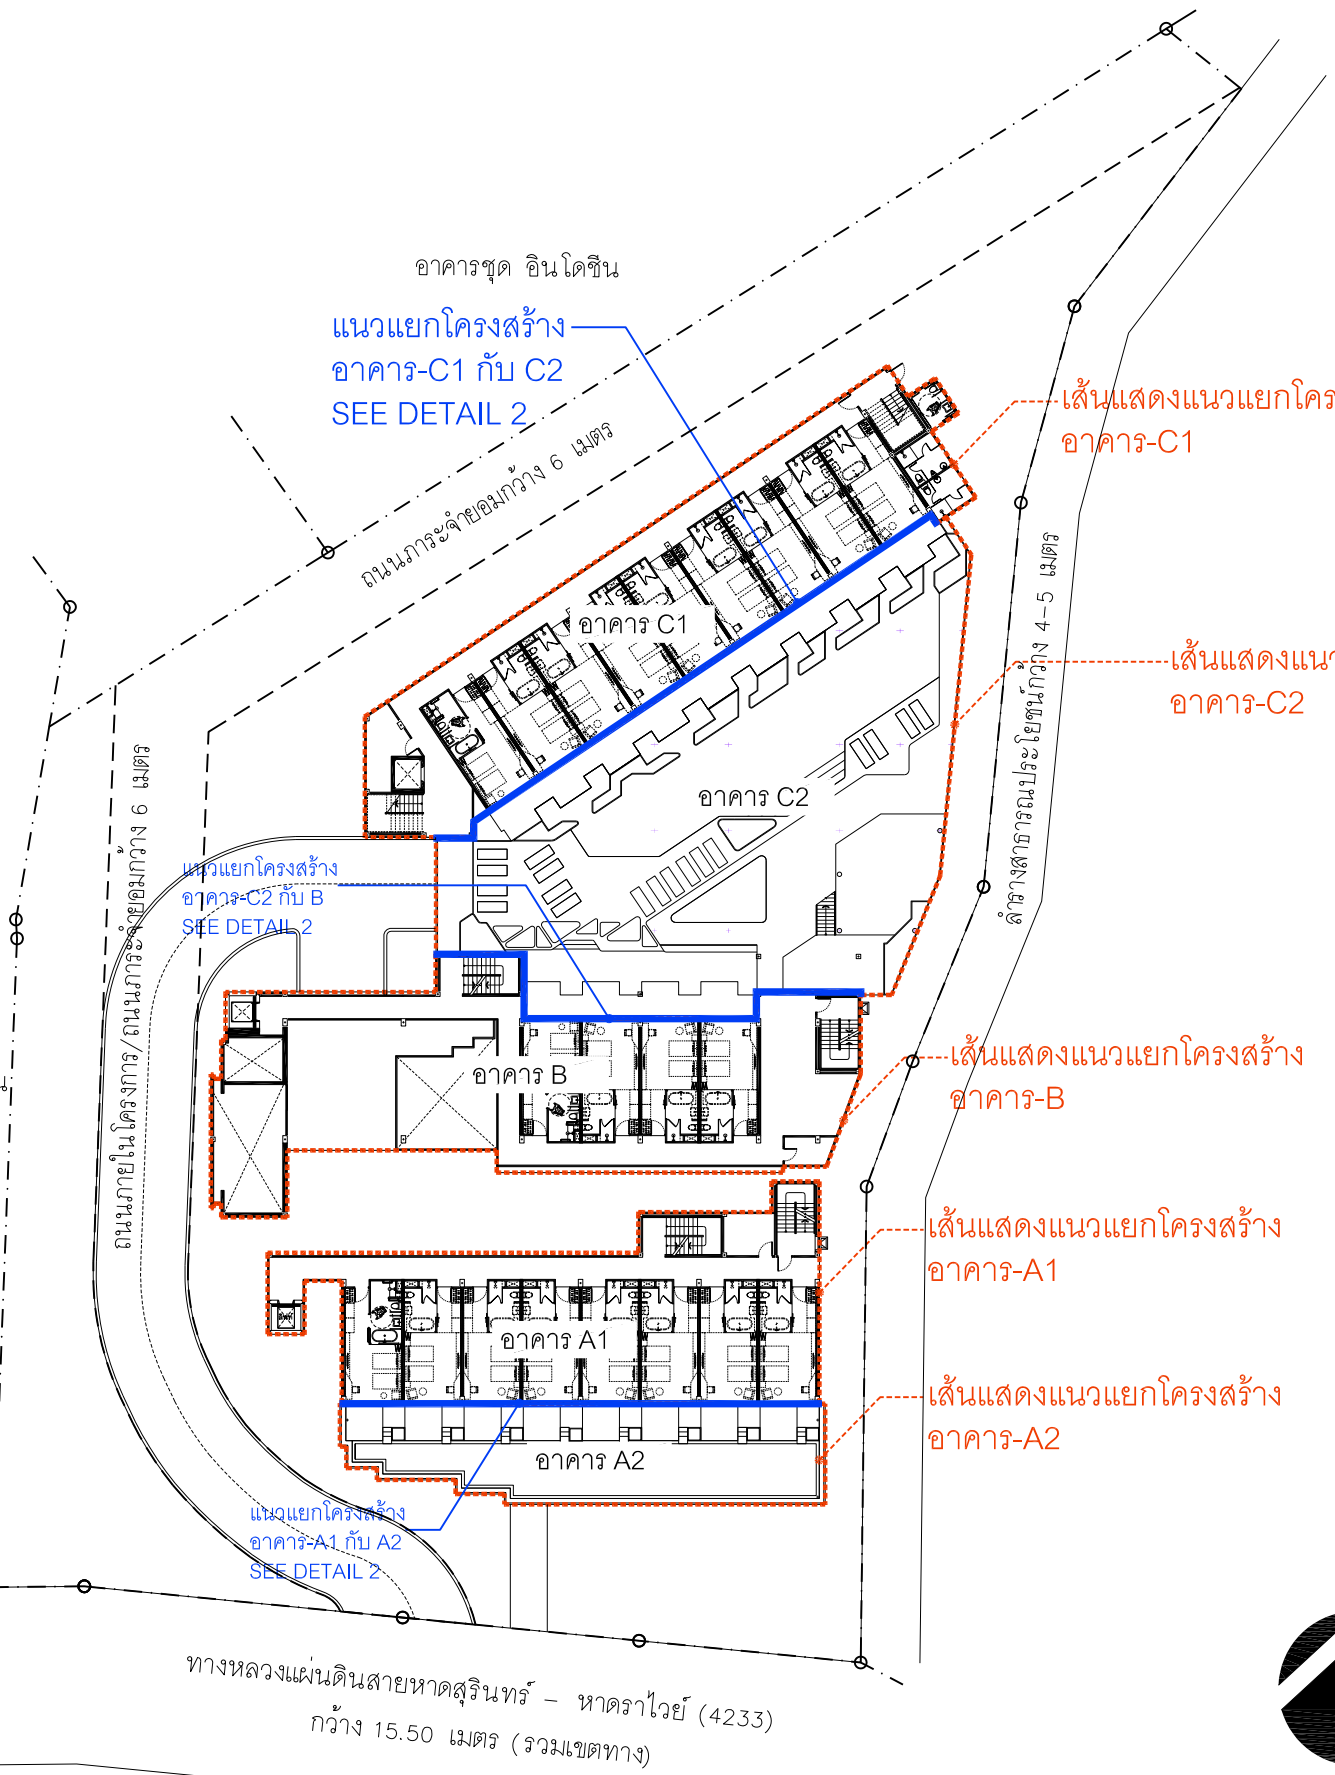 อาคารชุด อินโดชีน
แนวแยกโครงสร้าง
อาคาร-C1 กับ C2
SEE DETAIL 2
เส้นแสดงแนวแยกโคร
อาคาร-C1
ถนนภาระจำยอมกว้าง 6 เมตร
อาคาร C1
เส้นแสดงแนว
อาคาร-C2
ลำรางสาธารณประโยชน์กว้าง 4-5 เมตร
อาคาร C2
ถนนภายในโครงการ/ถนนภาระจำยอมกว้าง 6 เมตร
แนวแยกโครงสร้าง
อาคาร-C2 กับ B
SEE DETAIL 2
อาคาร B
เส้นแสดงแนวแยกโครงสร้าง
อาคาร-B
เส้นแสดงแนวแยกโครงสร้าง
อาคาร-A1
อาคาร A1
เส้นแสดงแนวแยกโครงสร้าง
อาคาร-A2
อาคาร A2
แนวแยกโครงสร้าง
อาคาร-A1 กับ A2
SEE DETAIL 2
ทางหลวงแผ่นดินสายหาดสุรินทร์ - หาดราไวย์ (4233)
กว้าง 15.50 เมตร (รวมเขตทาง)